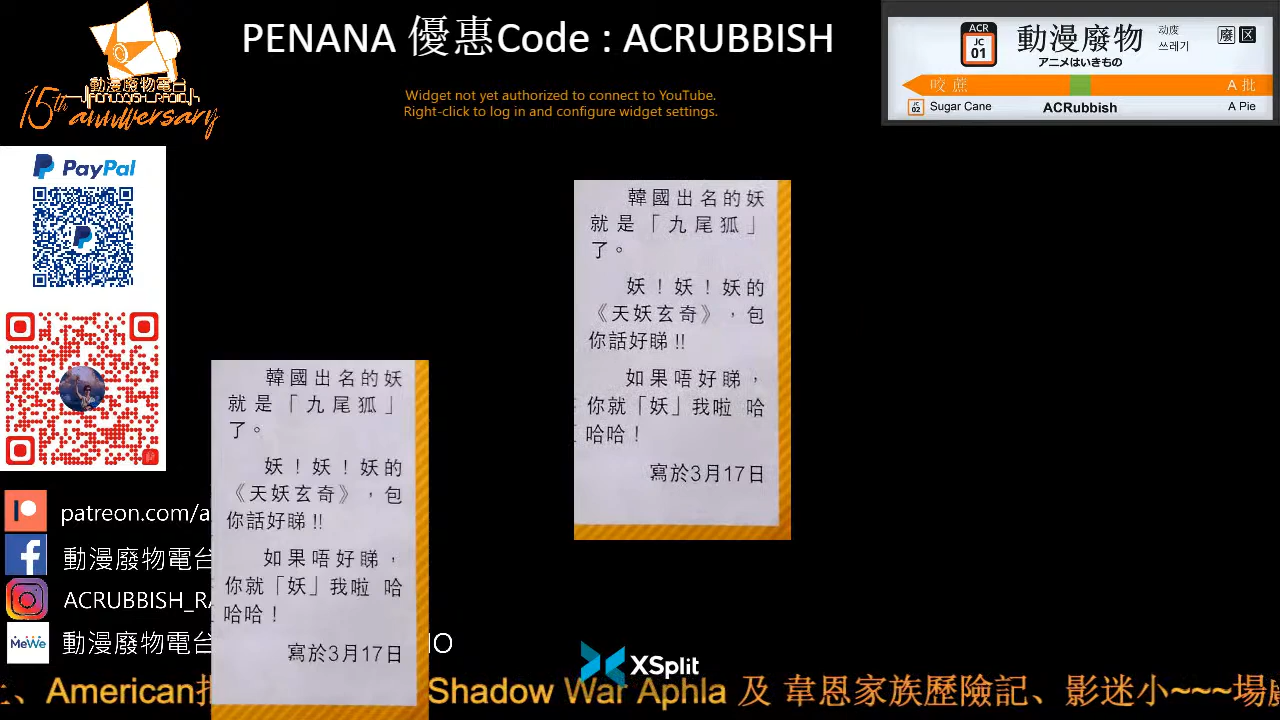 PENANA 優惠Code : ACRUBBISH
Widget not yet authorized to connect to YouTube.
Right-click to log in and configure widget settings.
動漫廢物電台
15th anniversary
ACR
JC
01
動漫廢物
动废
쓰레기
廢 区
アニメはいきもの
咬蔗
A 批
JC
02
Sugar Cane
ACRubbish
A Pie
PayPal
韓國出名的妖
就是「九尾狐」
了。
妖！妖！妖的
《天妖玄奇》，包
你話好睇!!
如果唔好睇，
你就「妖」我啦 哈
哈哈！
寫於3月17日
韓國出名的妖
就是「九尾狐」
了。
妖！妖！妖的
《天妖玄奇》，包
你話好睇!!
如果唔好睇，
你就「妖」我啦 哈
哈哈！
寫於3月17日
patreon.com/a
動漫廢物電台
ACRUBBISH_RA
MeWe
動漫廢物電台
IO
XSplit
、American
Shadow War Aphla 及 韋恩家族歷險記、影迷小~~~場